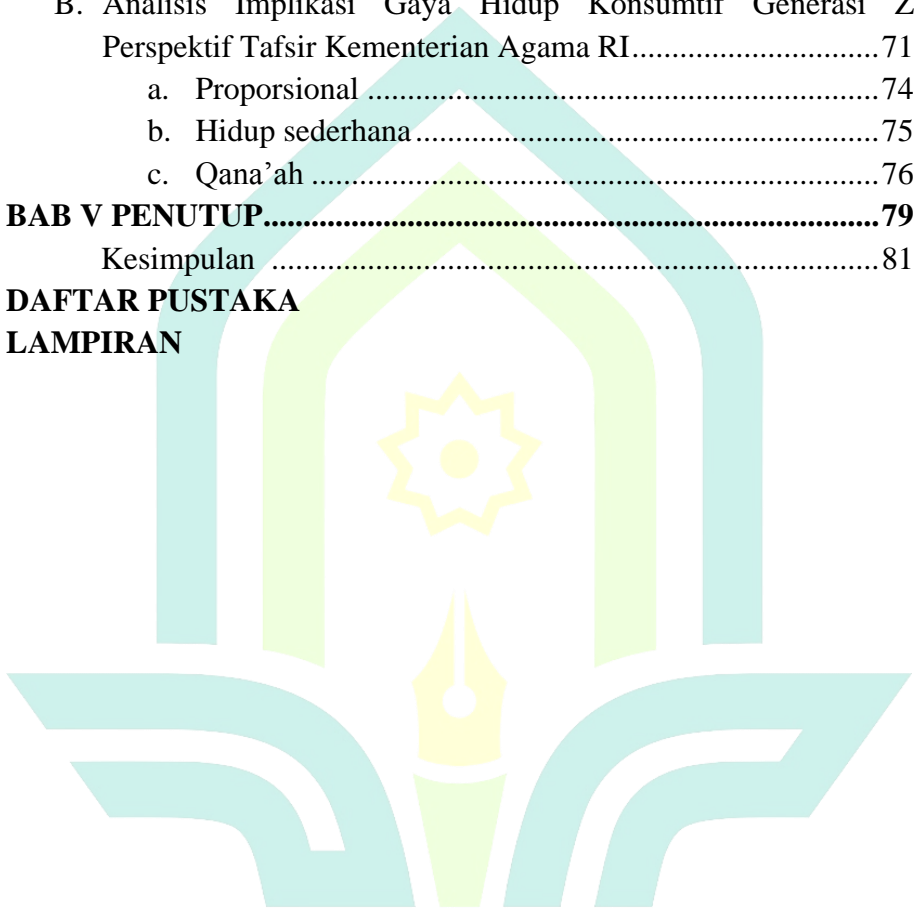 B. Analisis Implikasi Gaya Hidup Konsumtif Generasi Z
Perspektif Tafsir Kementerian Agama RI................................71
a. Proporsional ..........................................................74
b. Hidup sederhana.....................................................75
c. Qana’ah .................................................................76
BAB V PENUTUP..............................................................................79
Kesimpulan .....................................................................81
DAFTAR PUSTAKA
LAMPIRAN